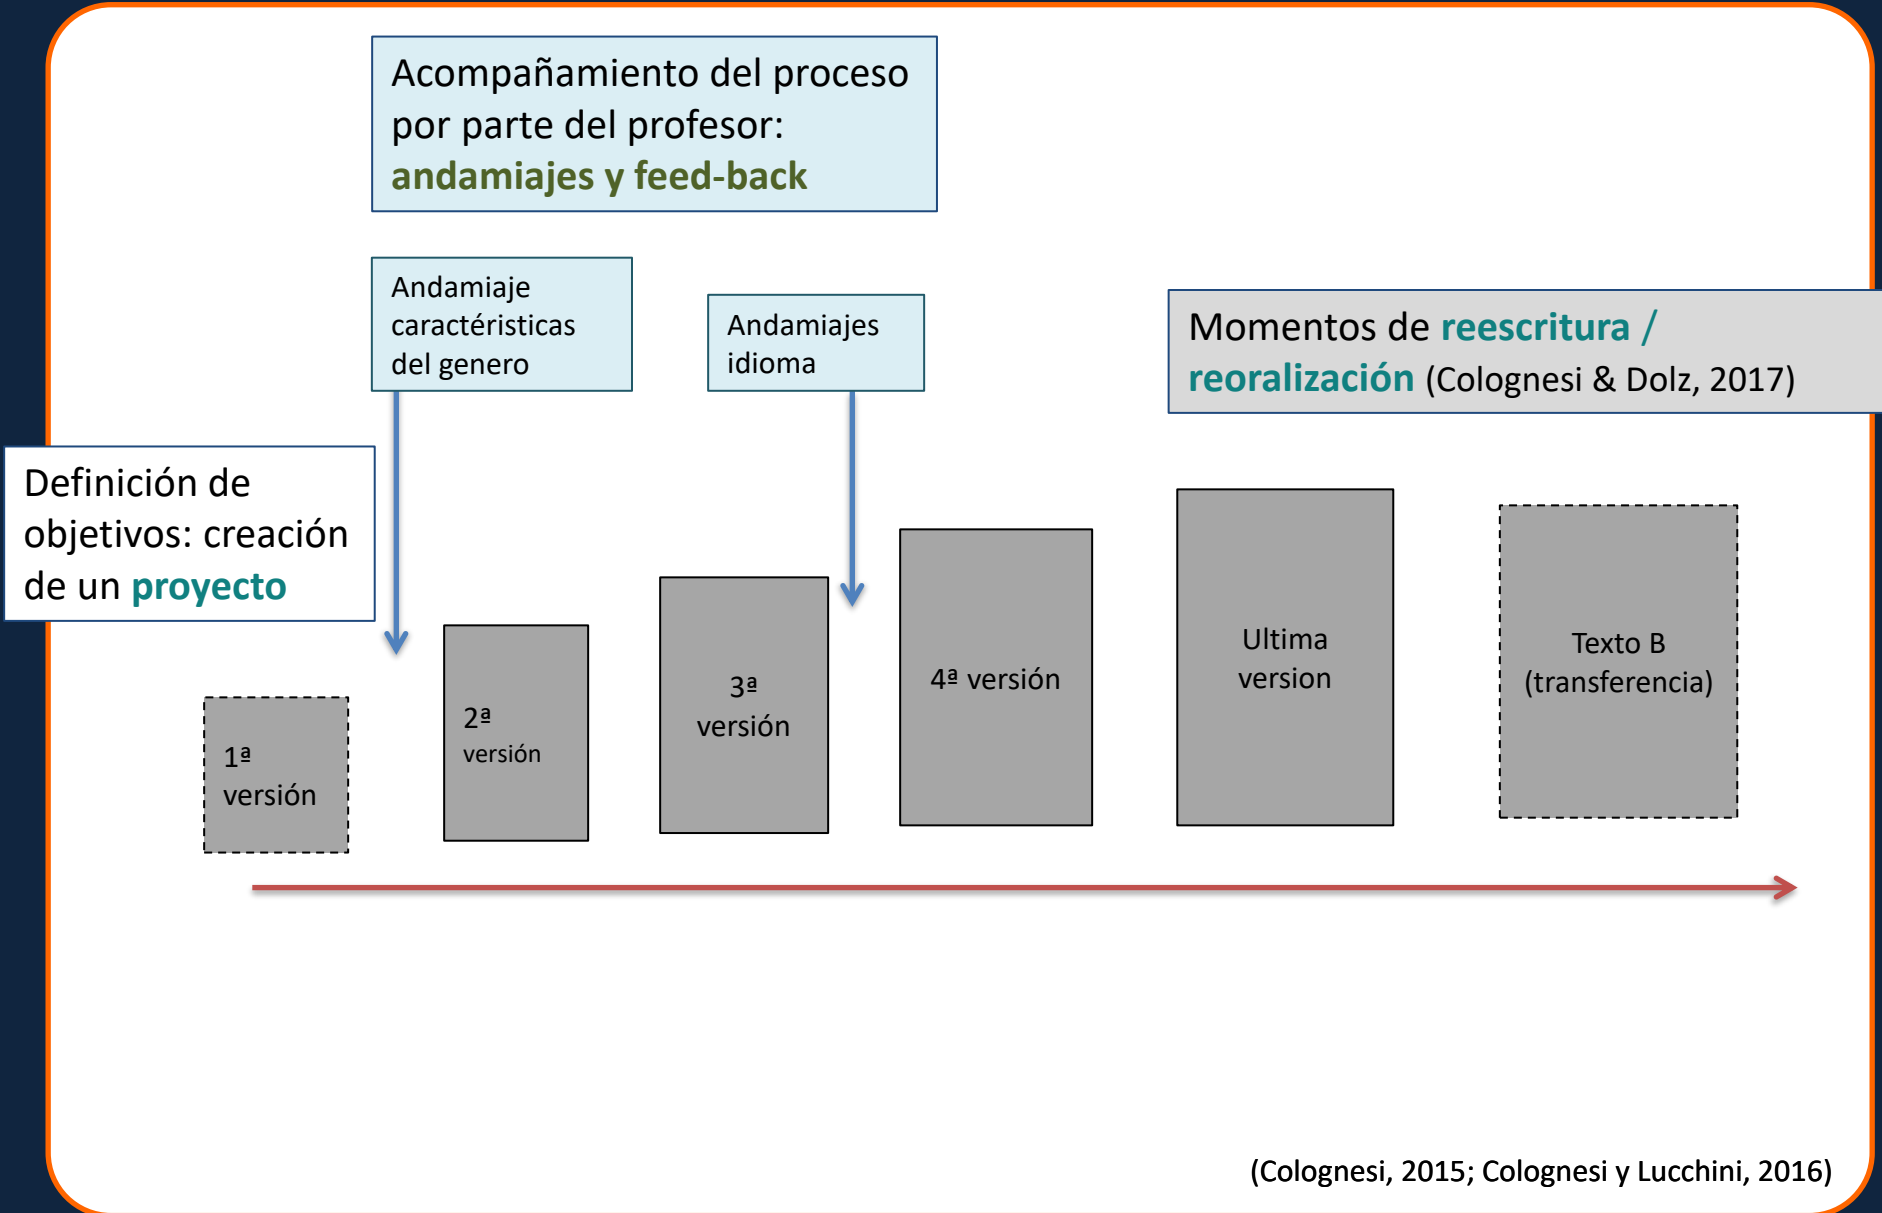 Acompañamiento del proceso
por parte del profesor:
andamiajes y feed-back
Andamiaje
caractéristicas
del genero
Andamiajes
idioma
Momentos de reescritura /
reoralización (Colognesi & Dolz, 2017)
Definición de
objetivos: creación
de un proyecto
1ª
versión
2ª
versión
3ª
versión
4ª versión
Ultima
version
Texto B
(transferencia)
(Colognesi, 2015; Colognesi y Lucchini, 2016)